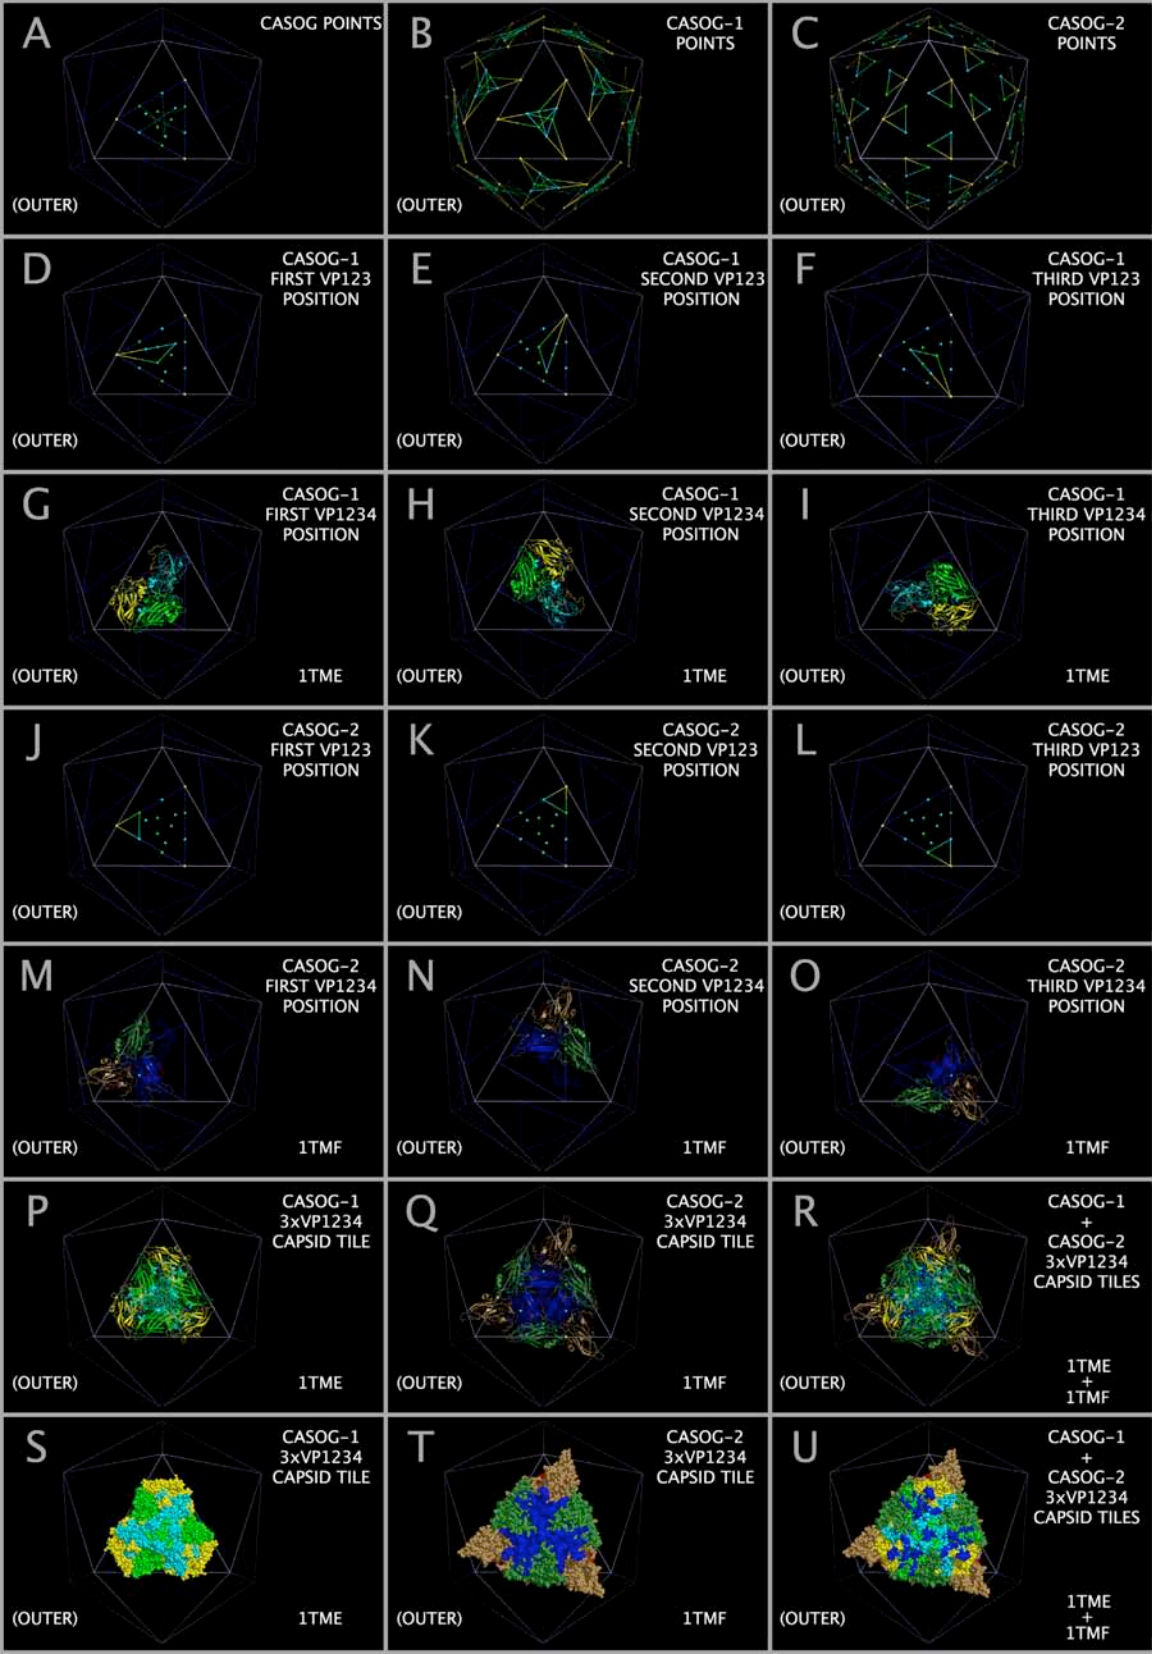 A
CASOG POINTS
(OUTER)
B
CASOG-1
POINTS
(OUTER)
C
CASOG-2
POINTS
(OUTER)
D
CASOG-1
FIRST VP123
POSITION
(OUTER)
E
CASOG-1
SECOND VP123
POSITION
(OUTER)
F
CASOG-1
THIRD VP123
POSITION
(OUTER)
G
CASOG-1
FIRST VP1234
POSITION
(OUTER)
1TME
H
CASOG-1
SECOND VP1234
POSITION
(OUTER)
1TME
I
CASOG-1
THIRD VP1234
POSITION
(OUTER)
1TME
J
CASOG-2
FIRST VP123
POSITION
(OUTER)
K
CASOG-2
SECOND VP123
POSITION
(OUTER)
L
CASOG-2
THIRD VP123
POSITION
(OUTER)
M
CASOG-2
FIRST VP1234
POSITION
(OUTER)
1TMF
N
CASOG-2
SECOND VP1234
POSITION
(OUTER)
1TMF
O
CASOG-2
THIRD VP1234
POSITION
(OUTER)
1TMF
P
CASOG-1
3xVP1234
CAPSID TILE
(OUTER)
1TME
Q
CASOG-2
3xVP1234
CAPSID TILE
(OUTER)
1TMF
R
CASOG-1
+
CASOG-2
3xVP1234
CAPSID TILES
(OUTER)
1TME
+
1TMF
S
CASOG-1
3xVP1234
CAPSID TILE
(OUTER)
1TME
T
CASOG-2
3xVP1234
CAPSID TILE
(OUTER)
1TMF
U
CASOG-1
+
CASOG-2
3xVP1234
CAPSID TILES
(OUTER)
1TME
+
1TMF